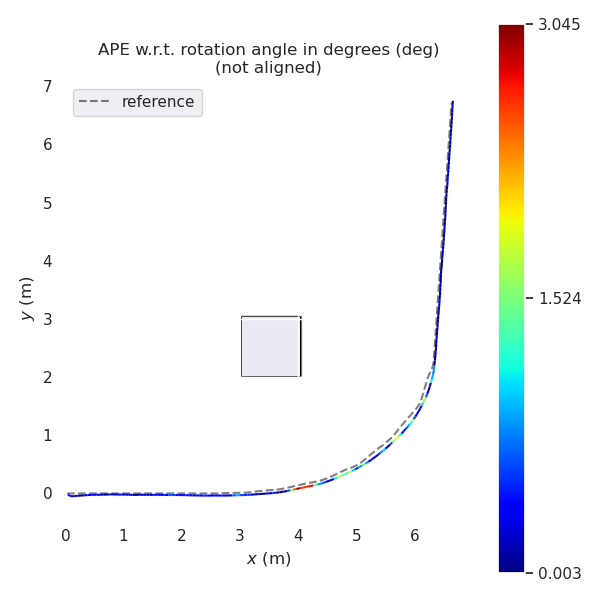 APE w.r.t. rotation angle in degrees (deg)
(not aligned)
reference
7
6
5
4
3
2
1
0
y (m)
0 1 2 3 4 5 6
x (m)
3.045
1.524
0.003